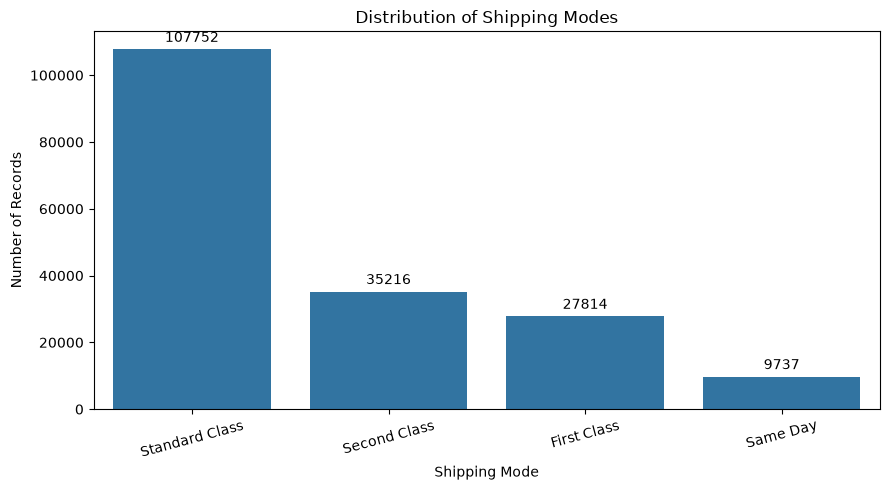 Distribution of Shipping Modes
Number of Records
100000
80000
60000
40000
20000
0
107752
35216
27814
9737
Standard Class
Second Class
First Class
Same Day
Shipping Mode